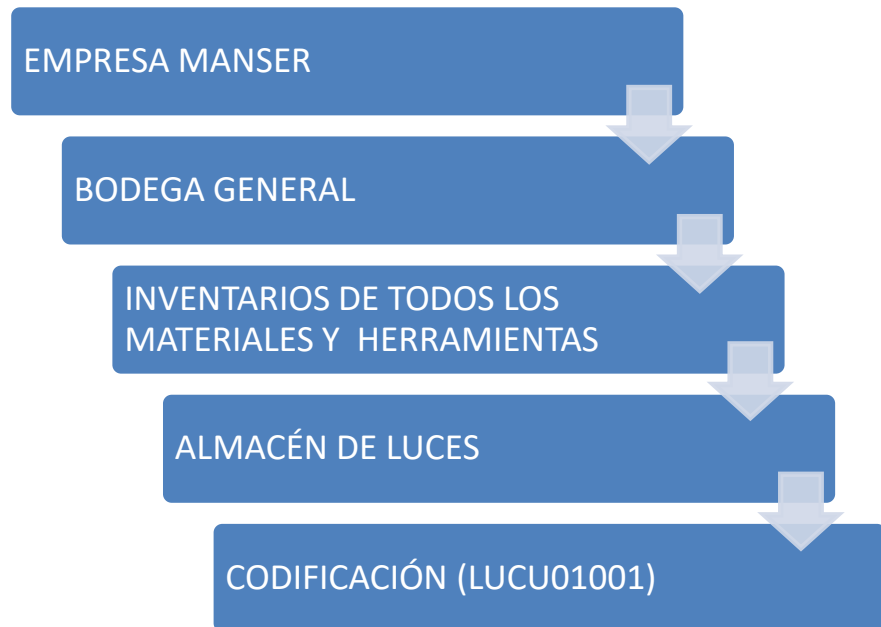 EMPRESA MANSER
BODEGA GENERAL
INVENTARIOS DE TODOS LOS
MATERIALES Y HERRAMIENTAS
ALMACÉN DE LUCES
CODIFICACIÓN (LUCU01001)